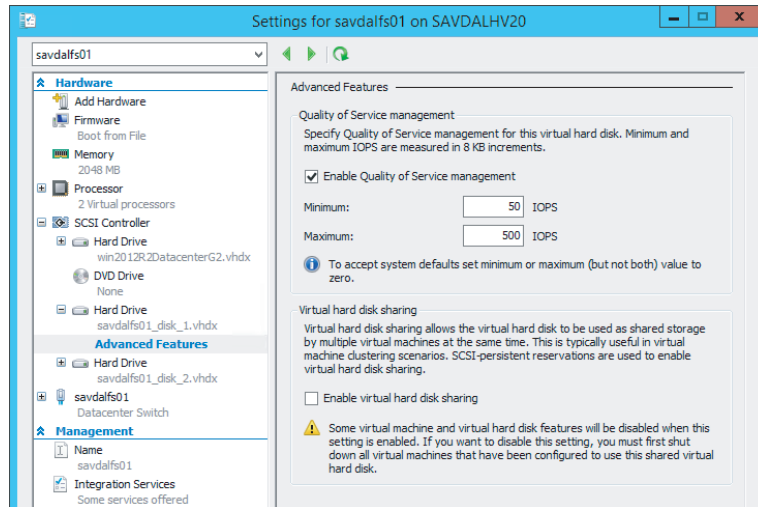 Settings for savdalfs01 on SAVDALHV20
savdalfs01
Hardware
Add Hardware
Firmware
Boot from File
Memory
2048 MB
Processor
2 Virtual processors
SCSI Controller
Hard Drive
win2012R2DatacenterG2.vhdx
DVD Drive
None
Hard Drive
savdalfs01_disk_1.vhdx
Advanced Features
Hard Drive
savdalfs01_disk_2.vhdx
savdalfs01
Datacenter Switch
Management
Name
savdalfs01
Integration Services
Some services offered
Advanced Features
Quality of Service management
Specify Quality of Service management for this virtual hard disk. Minimum and
maximum IOPS are measured in 8 KB increments.
Enable Quality of Service management
Minimum: 50 IOPS
Maximum: 500 IOPS
To accept system defaults set minimum or maximum (but not both) value to
zero.
Virtual hard disk sharing
Virtual hard disk sharing allows the virtual hard disk to be used as shared storage
by multiple virtual machines at the same time. This is typically useful in virtual
machine clustering scenarios. SCSI-persistent reservations are used to enable
virtual hard disk sharing.
Enable virtual hard disk sharing
Some virtual machine and virtual hard disk features will be disabled when this
setting is enabled. If you want to disable this setting, you must first shut
down all virtual machines that have been configured to use this shared virtual
hard disk.